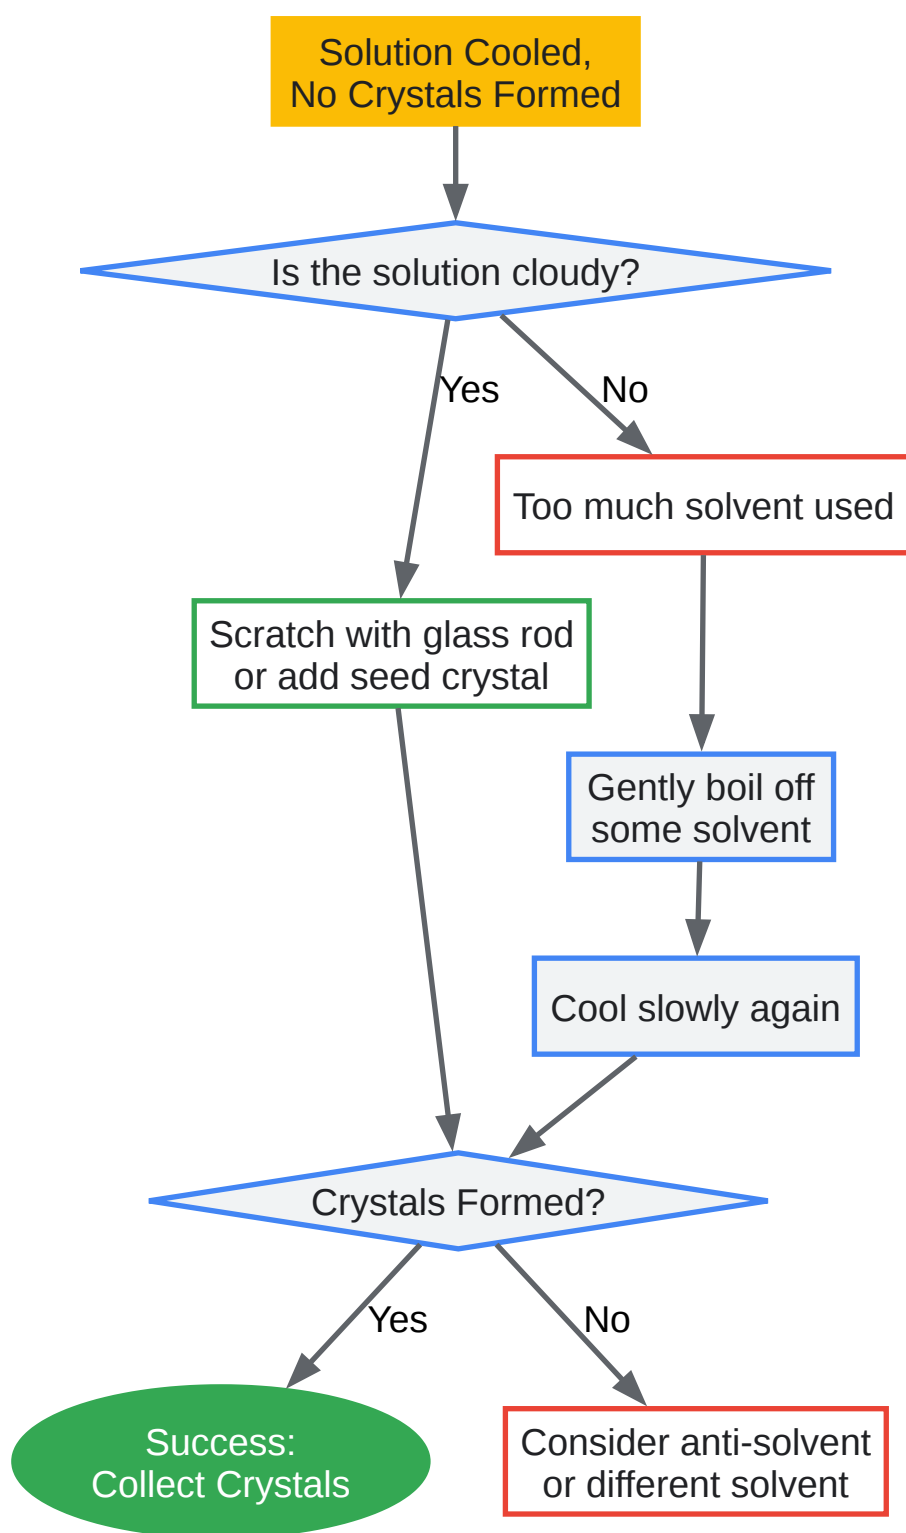 Solution Cooled,
No Crystals Formed
Is the solution cloudy?
Yes
No
Too much solvent used
Scratch with glass rod
or add seed crystal
Gently boil off
some solvent
Cool slowly again
Crystals Formed?
Yes
No
Success:
Collect Crystals
Consider anti-solvent
or different solvent